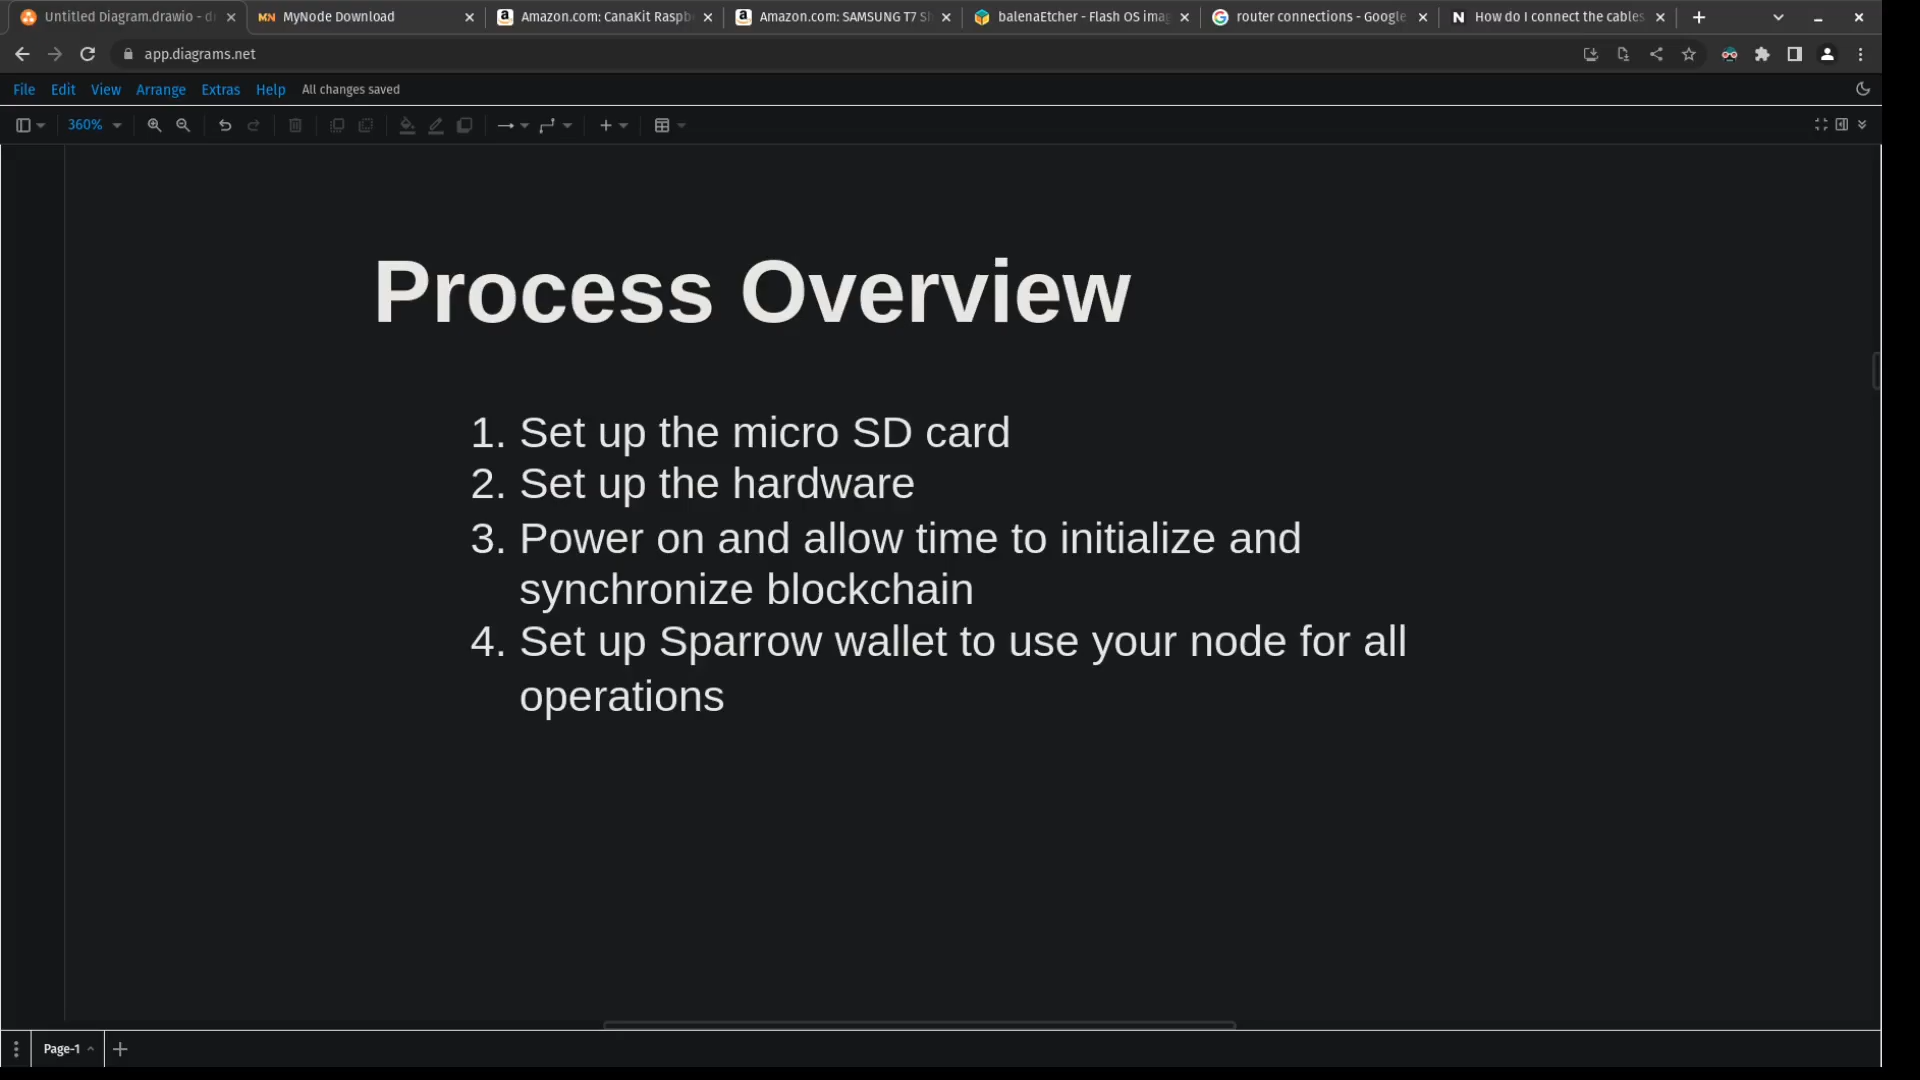 Untitled Diagram.drawio - d
MyNode Download
Amazon.com: CanaKit Raspb
Amazon.com: SAMSUNG T7 Sh
balenaEtcher - Flash OS imag
router connections - Google
How do I connect the cables
app.diagrams.net
File Edit View Arrange Extras Help All changes saved
360%
Process Overview
1. Set up the micro SD card
2. Set up the hardware
3. Power on and allow time to initialize and
synchronize blockchain
4. Set up Sparrow wallet to use your node for all
operations
Page-1